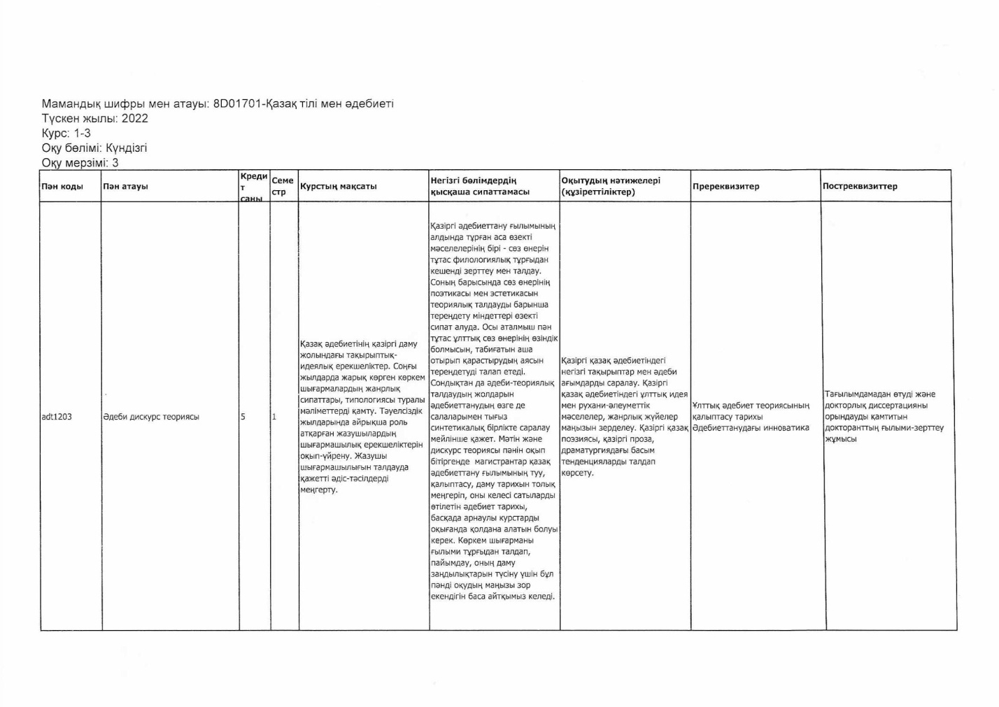 Мамандық шифры мен атауы: 8D01701-Қазақ тілі мен әдебиеті
Түскен жылы: 2022
Курс: 1-3
Оқу бөлімі: Күндізгі
Оқу мерзімі: 3
Пән коды
Пән атауы
Креди
т
саны
Семе
стр
Курстың мақсаты
Негізгі бөлімдердің
қысқаша сипаттамасы
Оқытудың нәтижелері
(құзіреттіліктер)
Пререквизитер
Постреквизиттер
adt1203
Әдеби дискурс теориясы
5
1
Қазақ әдебиетінің қазіргі даму
жолындағы тақырыптық-
идеялық ерекшеліктер. Соңғы
жылдарда жарық көрген көркем
шығармалардың жанрлық
сипаттары, типологиясы туралы
мәліметтерді қамту. Тәуелсіздік
жылдарында айрықша роль
атқарған жазушылардың
шығармашылық ерекшеліктерін
оқып-үйрену. Жазушы
шығармашылығын талдауда
қажетті әдіс-тәсілдерді
меңгерту.
Қазіргі әдебиеттану ғылымының
алдында тұрған аса өзекті
мәселелерінің бірі - сөз өнерін
тұтас филологиялық тұрғыдан
кешенді зерттеу мен талдау.
Соның барысында сөз өнерінің
поэтикасы мен эстетикасын
теориялық талдауды барынша
тереңдету міндеттері өзекті
сипат алуда. Осы аталмыш пән
тұтас ұлттық сөз өнерінің өзіндік
болмысын, табиғатын аша
отырып қарастырудың аясын
тереңдетуді талап етеді.
Сондықтан да әдеби-теориялық
талдаудың жолдарын
әдебиеттанудың өзге де
салаларымен тығыз
синтетикалық бірлікте саралау
мейлінше қажет. Мәтін және
дискурс теориясы пәнін оқып
бітіргенде магистрантар қазақ
әдебиеттану ғылымының туу,
қалыптасу, даму тарихын толық
меңгеріп, оны келесі сатыларды
өтілетін әдебиет тарихы,
басқада арнаулы курстарды
оқығанда қолдана алатын болуы
керек. Көркем шығарманы
ғылыми тұрғыдан талдап,
пайымдау, оның даму
заңдылықтарын түсіну үшін бұл
пәнді оқудың маңызы зор
екендігін баса айтқымыз келеді.
Қазіргі қазақ әдебиетіндегі
негізгі тақырыптар мен әдеби
ағымдарды саралау. Қазіргі
қазақ әдебиетіндегі ұлттық идея
мен рухани-әлеуметтік
мәселелер, жанрлық жүйелер
маңызын зерделеу. Қазіргі қазақ
поэзиясы, қазіргі проза,
драматургиядағы басым
тенденцияларды талдап
көрсету.
Ұлттық әдебиет теориясының
қалыптасу тарихы
Әдебиеттанудағы инноватика
Тағылымдамадан өтуді және
докторлық диссертацияны
орындауды қамтитын
докторанттың ғылыми-зерттеу
жұмысы